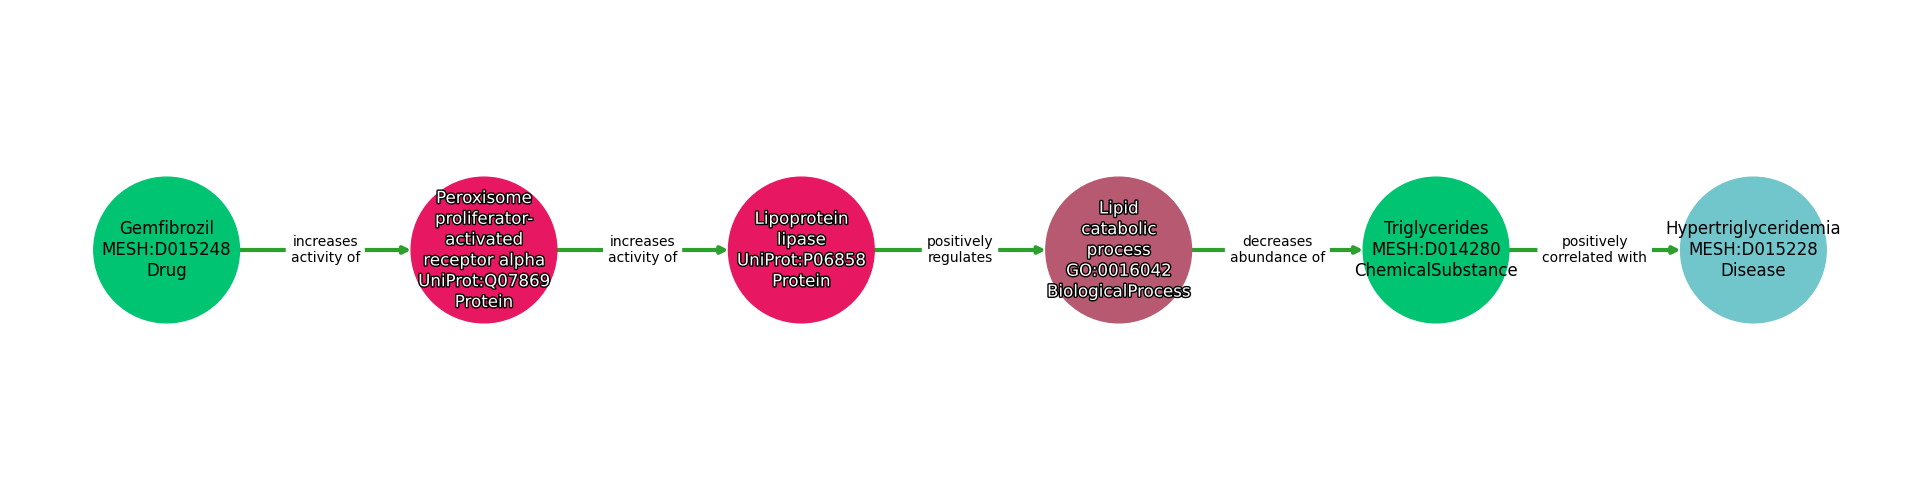 Gemfibrozil
MESH:D015248
Drug
increases
activity of
Peroxisome
proliferator-
activated
receptor alpha
UniProt:Q07869
Protein
increases
activity of
Lipoprotein
lipase
UniProt:P06858
Protein
positively
regulates
Lipid
catabolic
process
GO:0016042
BiologicalProcess
decreases
abundance of
Triglycerides
MESH:D014280
ChemicalSubstance
positively
correlated with
Hypertriglyceridemia
MESH:D015228
Disease